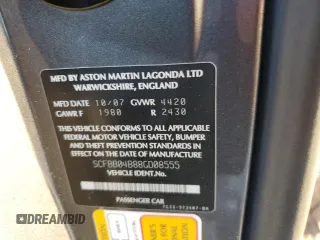 MFD BY ASTON MARTIN LAGONDA LTD
WARWICKSHIRE, ENGLAND
MFD DATE 10/07 GVWR 4420
GAWR F 1980 R 2430
THIS VEHICLE CONFORMS TO ALL APPLICABLE
FEDERAL MOTOR VEHICLE SAFETY, BUMPER
AND THEFT PREVENTION STANDARDS IN
EFFECT ON THE DATE OF MANUFACTURE
SCFBB04B88GD08555
VEHICLE IDENT.No.
PASSENGER CAR
DREAMBID